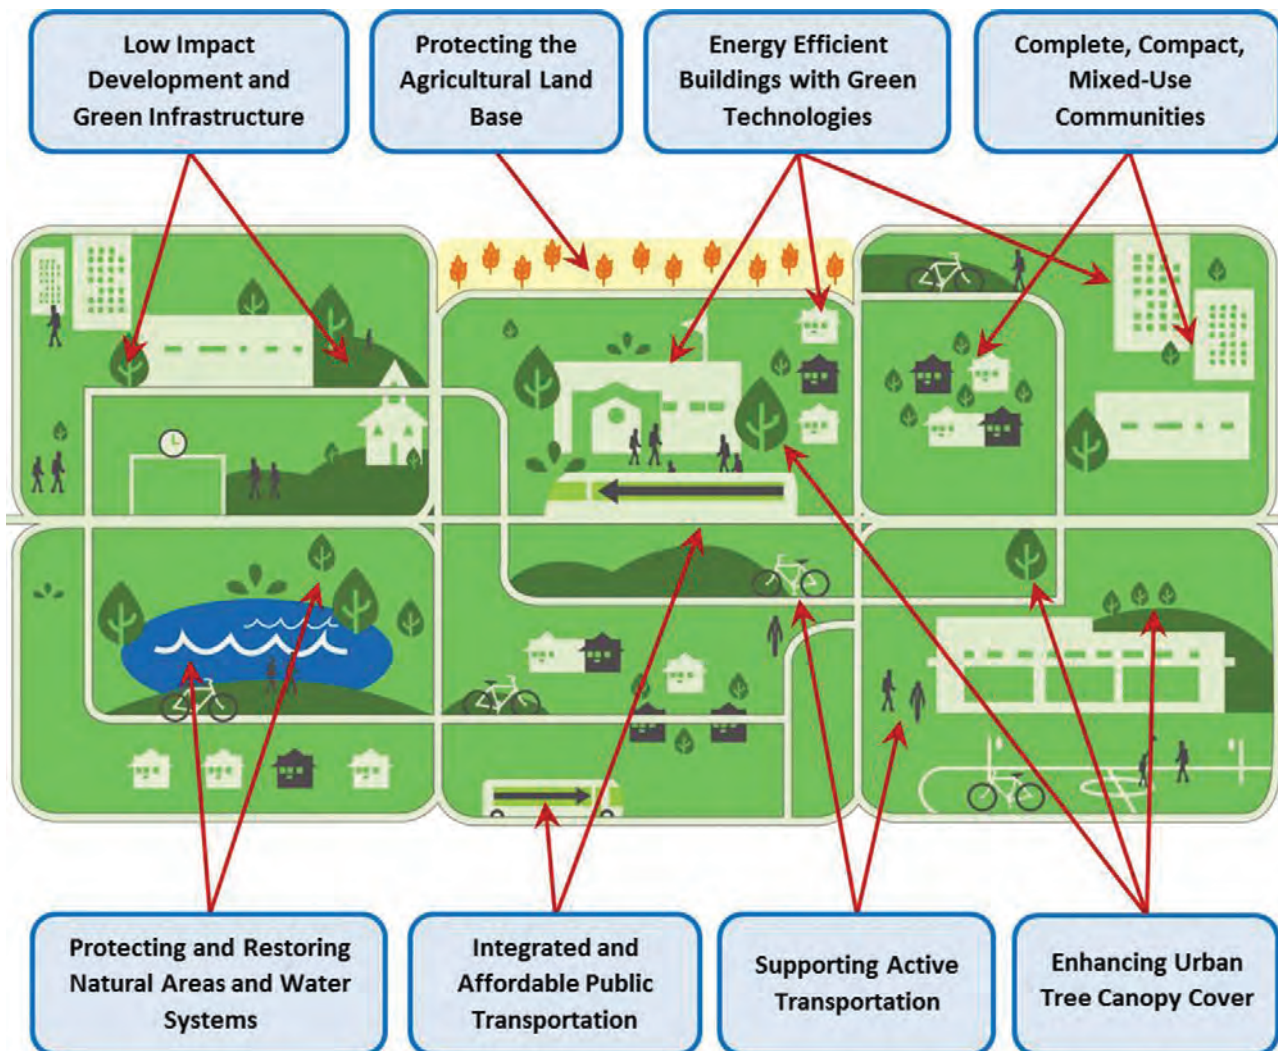 Low Impact
Development and
Green Infrastructure
Protecting the
Agricultural Land
Base
Energy Efficient
Buildings with Green
Technologies
Complete, Compact,
Mixed-Use
Communities
Protecting and Restoring
Natural Areas and Water
Systems
Integrated and
Affordable Public
Transportation
Supporting Active
Transportation
Enhancing Urban
Tree Canopy Cover